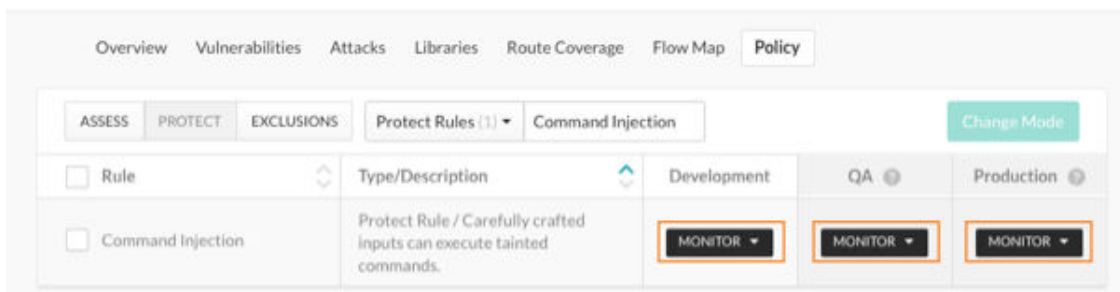 Overview Vulnerabilities Attacks Libraries Route Coverage Flow Map Policy
ASSESS PROTECT EXCLUSIONS Protect Rules (1) Command Injection Change Mode
Rule Type/Description Development QA Production
Command Injection
Protect Rule / Carefully crafted
inputs can execute tainted
commands.
MONITOR MONITOR MONITOR